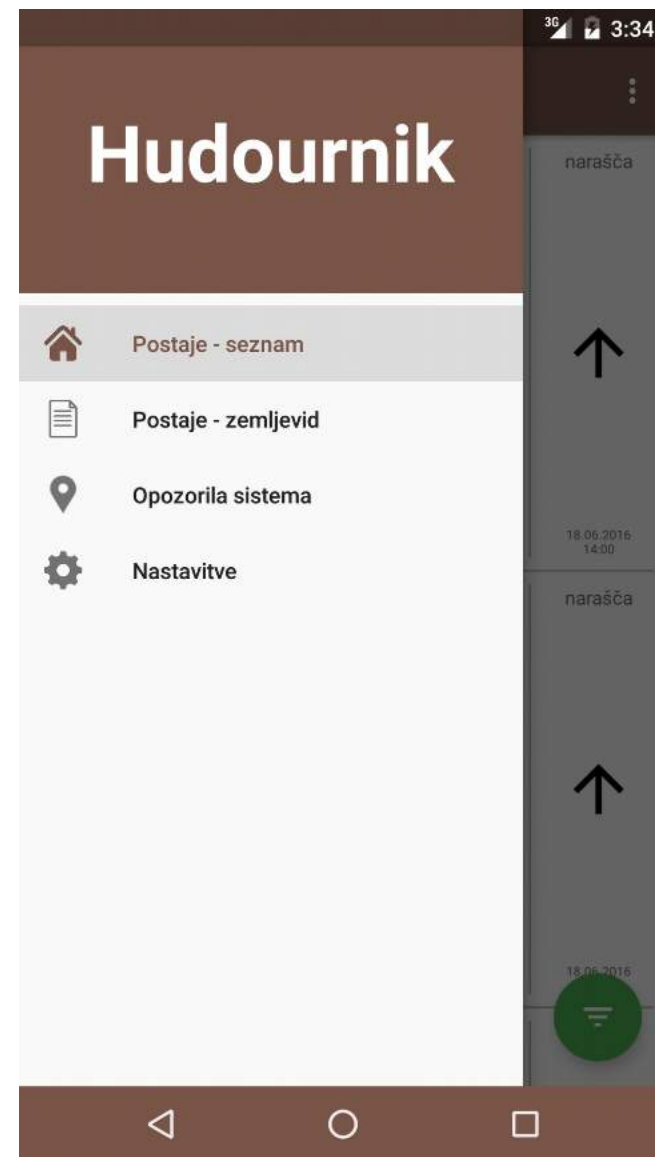 3G 3:34
Hudournik
narašča
Postaje - seznam
Postaje - zemljevid
Opozorila sistema
18.06.2016
14:00
Nastavitve
narašča
18.06.2016